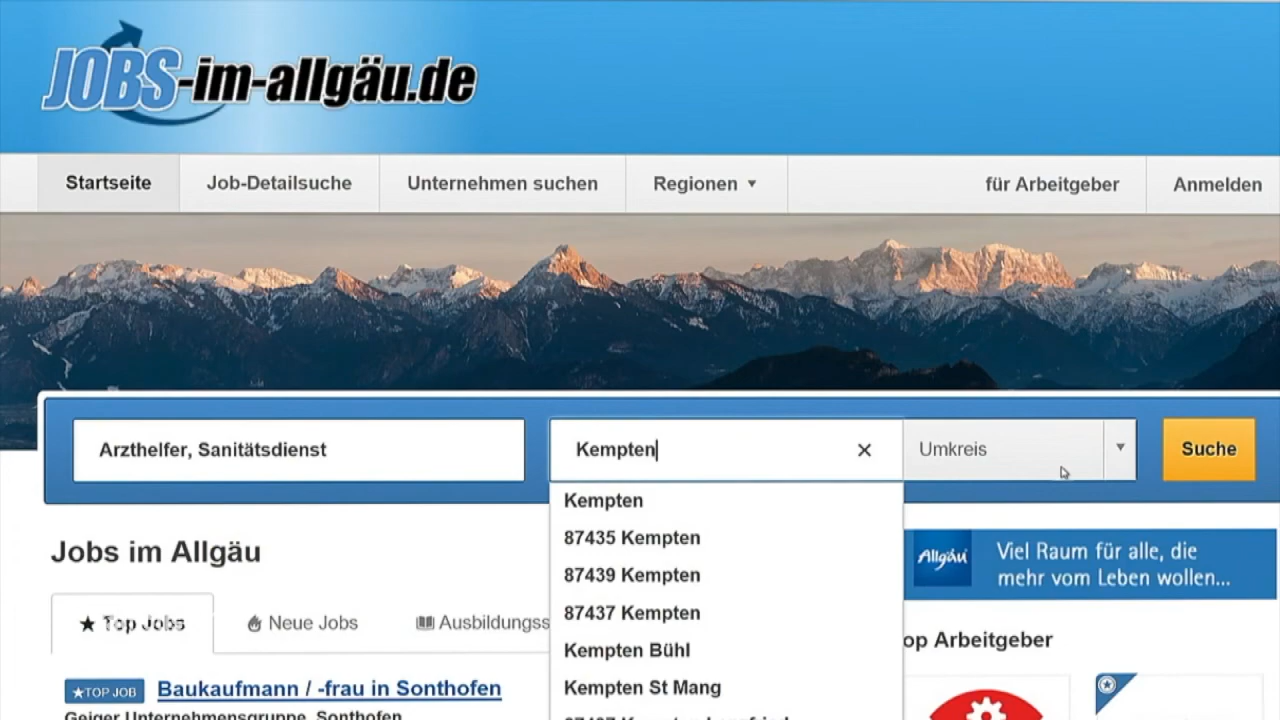 JOBS-im-allgäu.de
Startseite
Job-Detailsuche
Unternehmen suchen
Regionen
für Arbeitgeber
Anmelden
Arzthelfer, Sanitätsdienst
Kempten
Umkreis
Suche
Kempten
87435 Kempten
87439 Kempten
87437 Kempten
Kempten Bühl
Kempten St Mang
Jobs im Allgäu
Allgäu
Viel Raum für alle, die
mehr vom Leben wollen...
Top Jobs
Neue Jobs
Ausbildungss
op Arbeitgeber
TOP JOB
Baukaufmann / -frau in Sonthofen
Geiger Unternehmensgruppe, Sonthofen